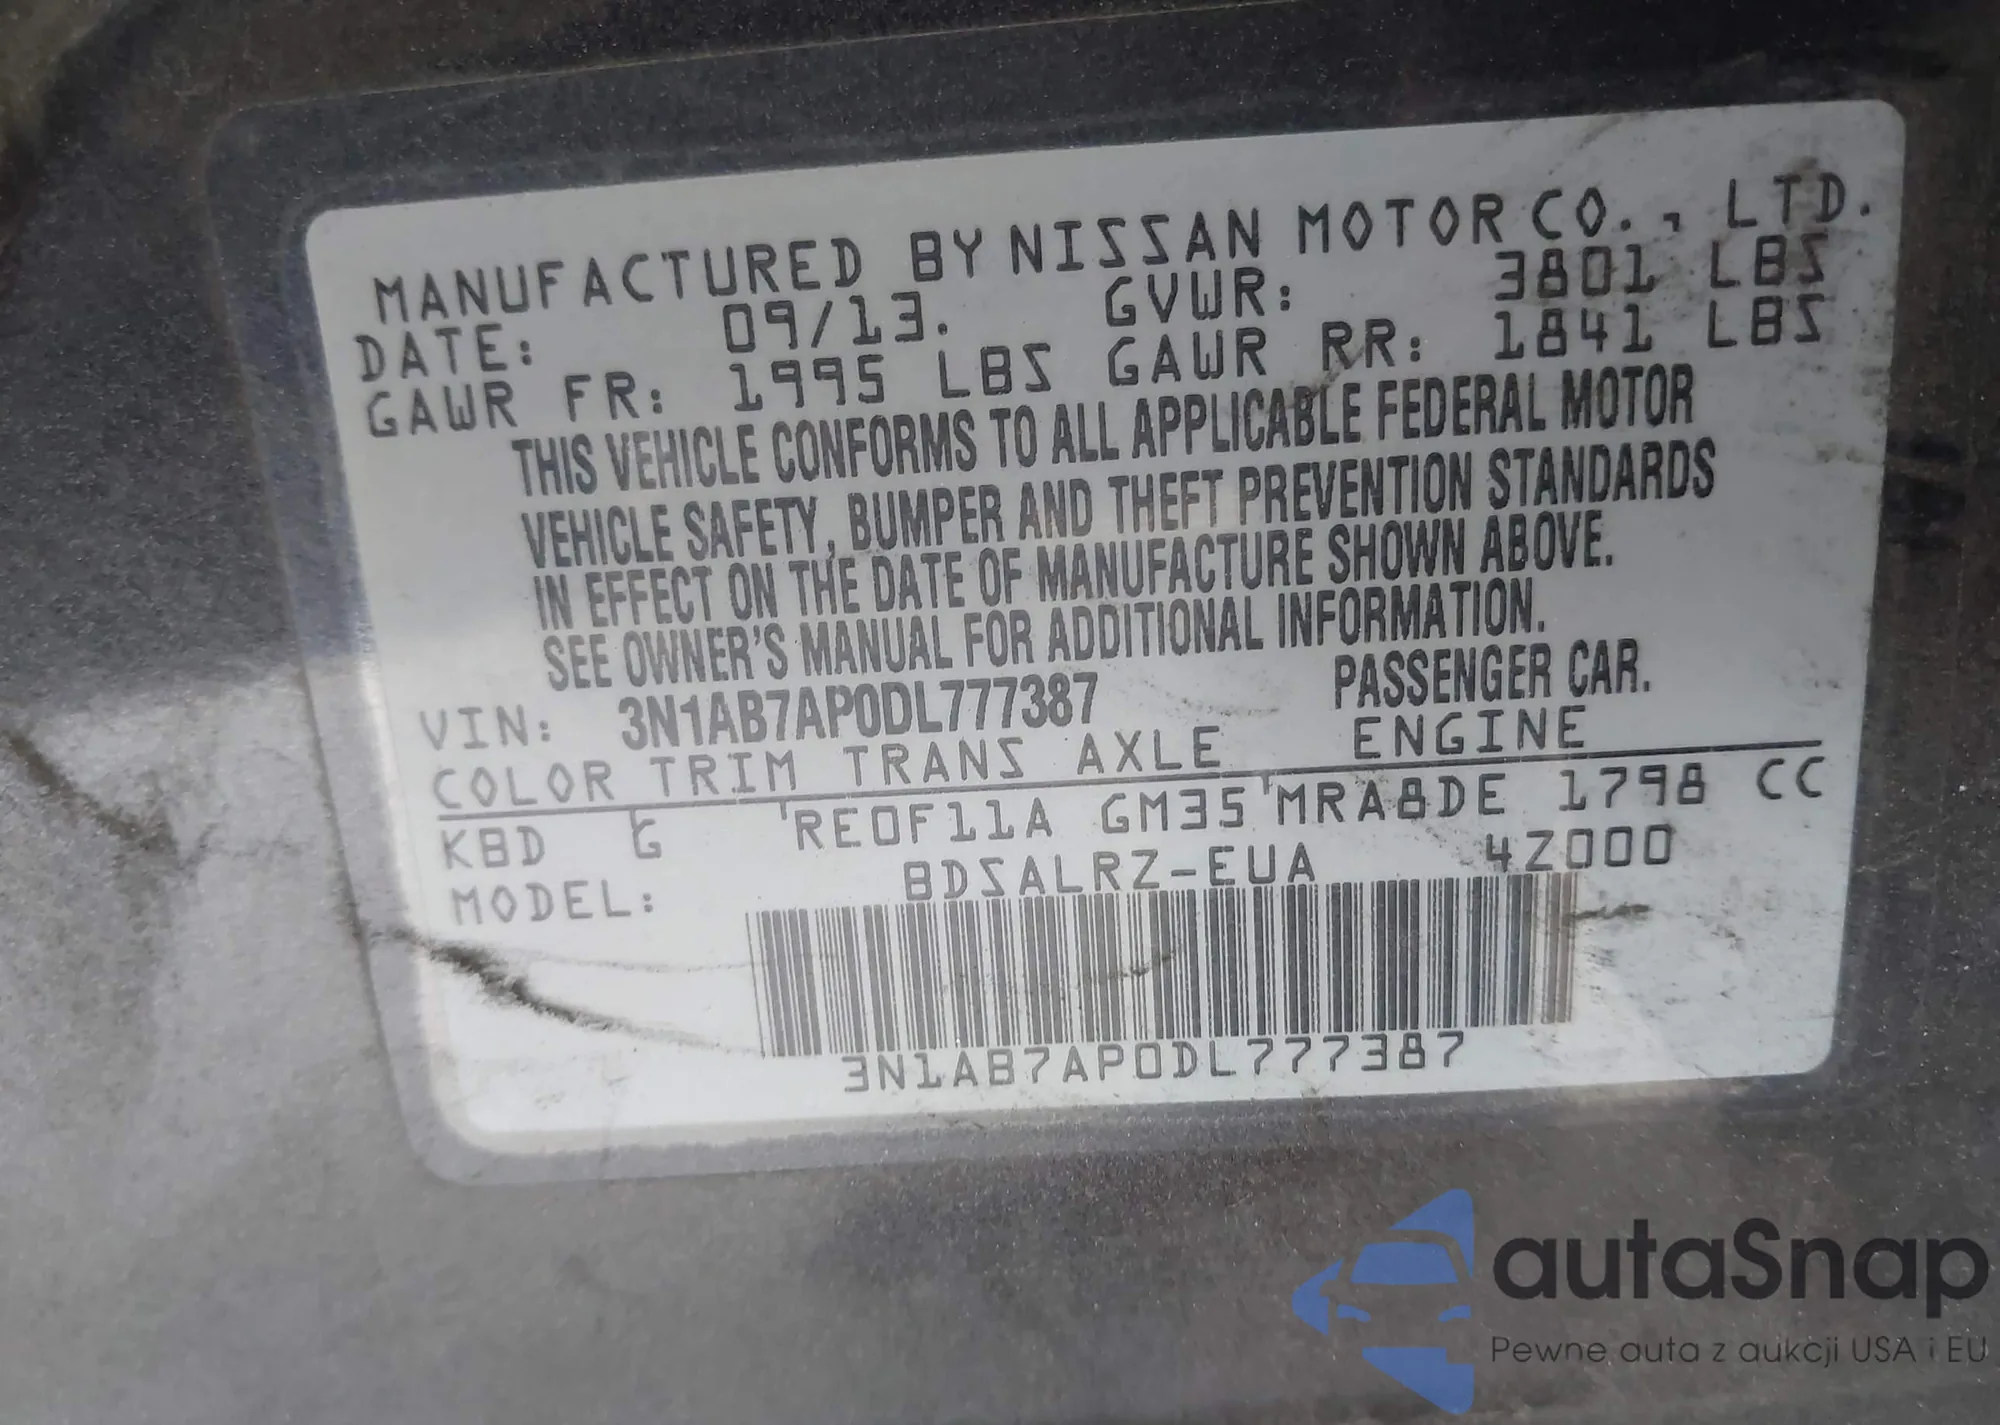 MANUFACTURED BY NISSAN MOTOR CO., LTD.
DATE: 09/13. GVWR: 3801 LBS
GAWR FR: 1995 LBS GAWR RR: 1841 LBS
THIS VEHICLE CONFORMS TO ALL APPLICABLE FEDERAL MOTOR
VEHICLE SAFETY, BUMPER AND THEFT PREVENTION STANDARDS
IN EFFECT ON THE DATE OF MANUFACTURE SHOWN ABOVE.
SEE OWNER'S MANUAL FOR ADDITIONAL INFORMATION.
VIN: 3N1AB7AP0DL777387 PASSENGER CAR.
COLOR TRIM TRANS AXLE ENGINE
KBD G RE0F11A GM35 MRA8DE 1798 CC
MODEL: BDSALRZ-EUA 4Z000
3N1AB7AP0DL777387
autaSnap
Pewne auta z aukcji USA i EU